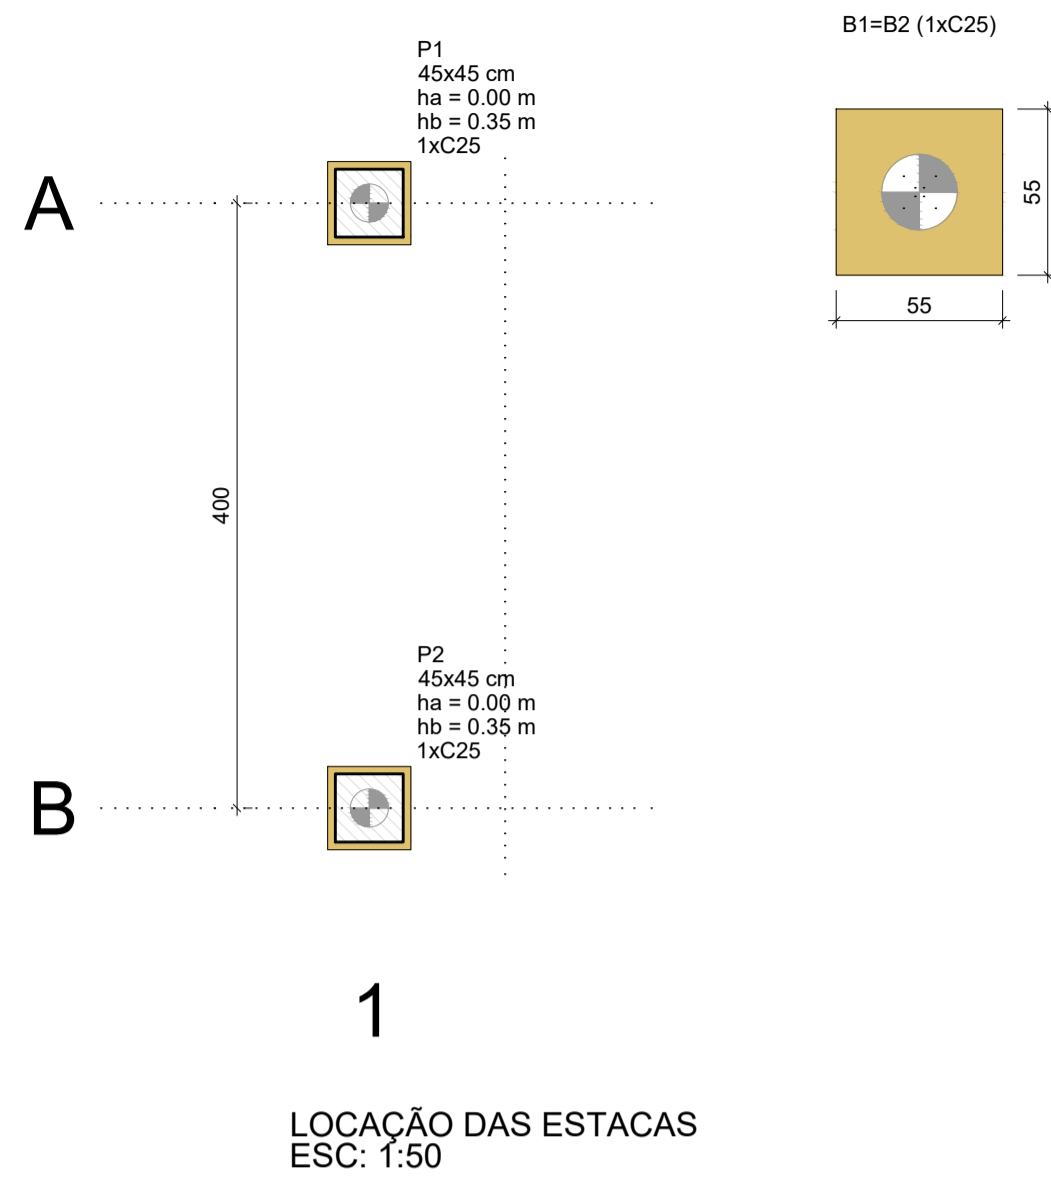 B1=B2 (1xC25)
P1
45x45 cm
ha = 0.00 m
hb = 0.35 m
1xC25
A
55
55
400
P2
45x45 cm
ha = 0.00 m
hb = 0.35 m
1xC25
B
1
LOCAÇÃO DAS ESTACAS
ESC: 1:50